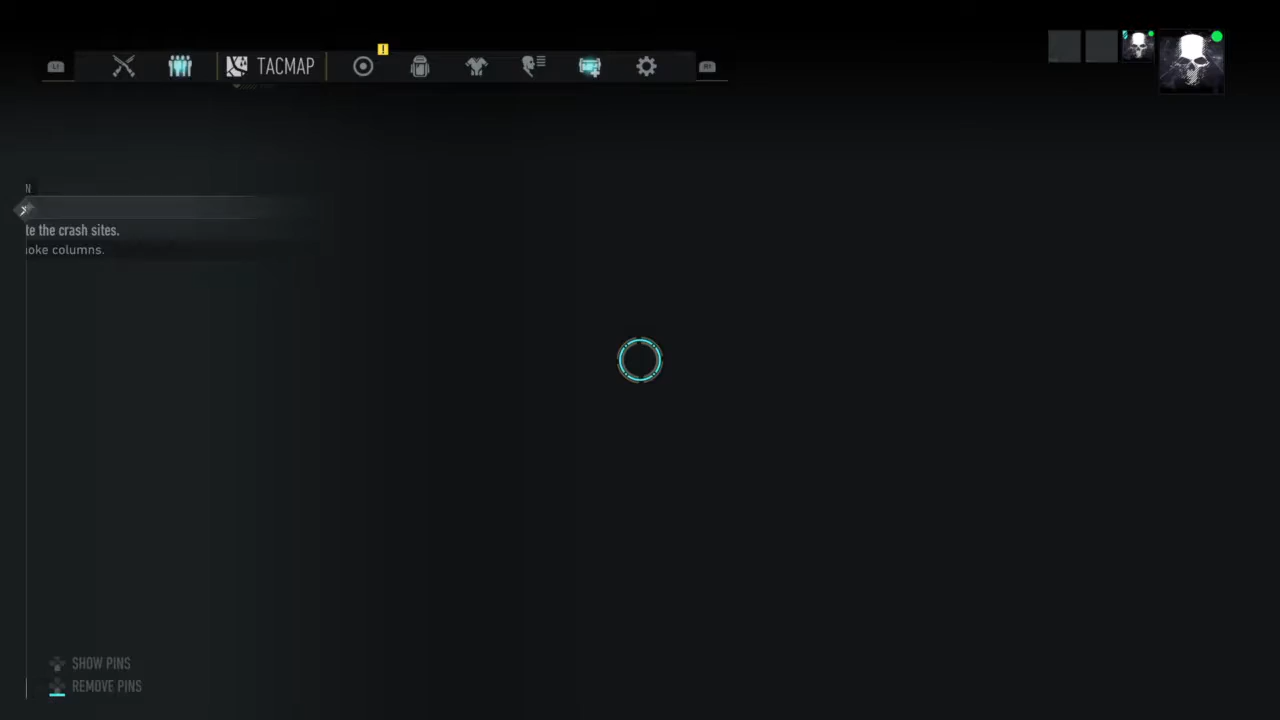 TACMAP
N
te the crash sites.
oke columns.
SHOW PINS
REMOVE PINS